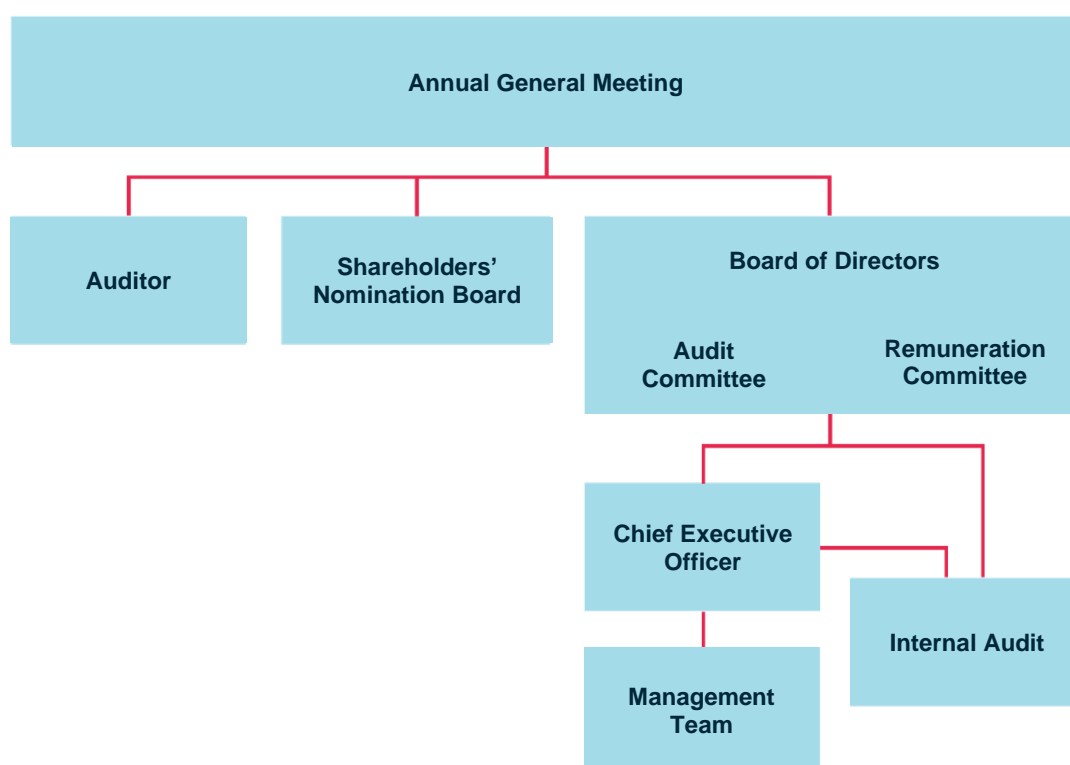 Annual General Meeting
Auditor
Shareholders’
Nomination Board
Board of Directors
Audit
Committee
Remuneration
Committee
Chief Executive
Officer
Internal Audit
Management
Team